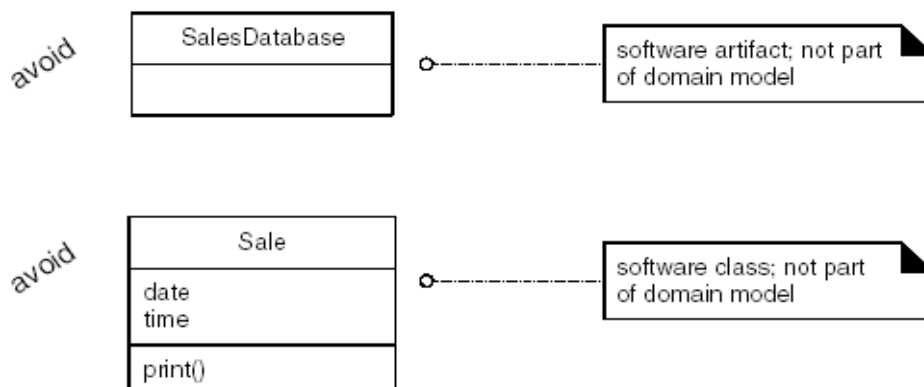 avoid
SalesDatabase
software artifact; not part
of domain model
avoid
Sale
date
time
print()
software class; not part
of domain model